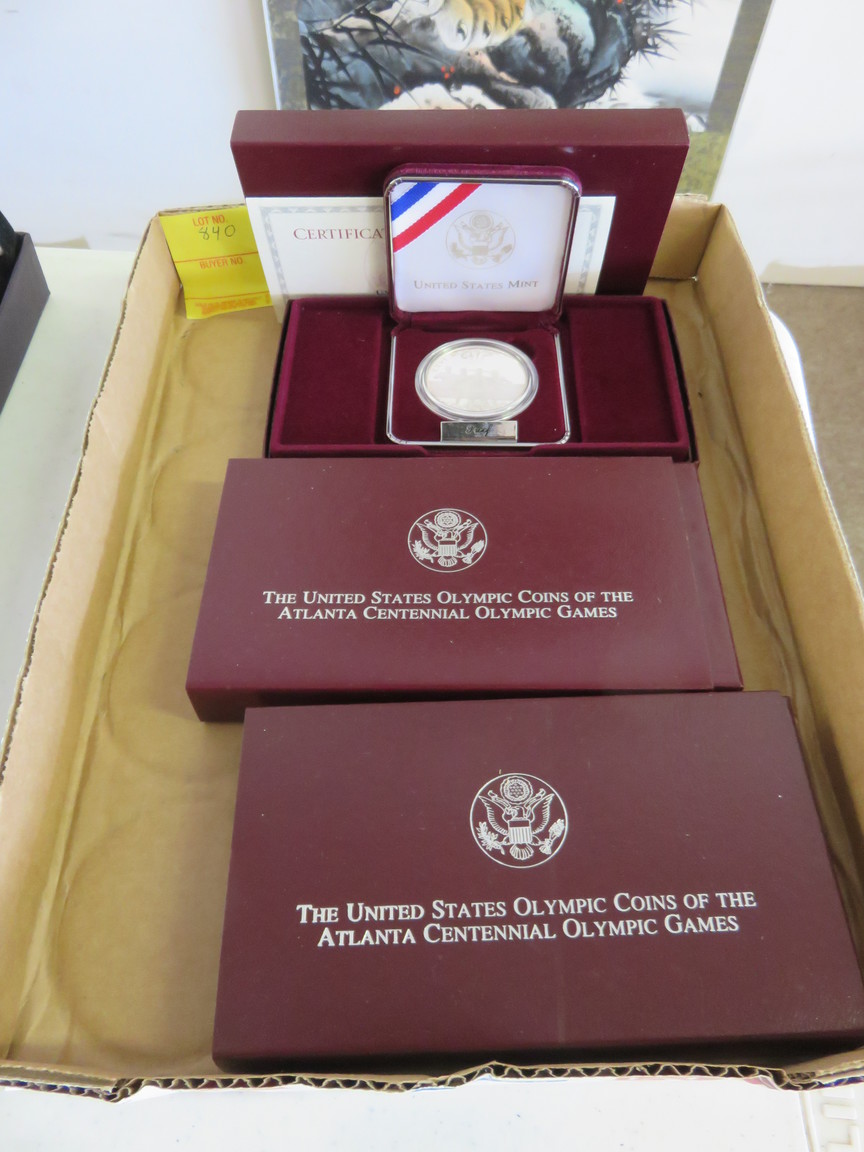 LOT NO.
840
BUYER NO.
CERTIFICA
UNITED STATES MINT
THE UNITED STATES OLYMPIC COINS OF THE
ATLANTA CENTENNIAL OLYMPIC GAMES
THE UNITED STATES OLYMPIC COINS OF THE
ATLANTA CENTENNIAL OLYMPIC GAMES